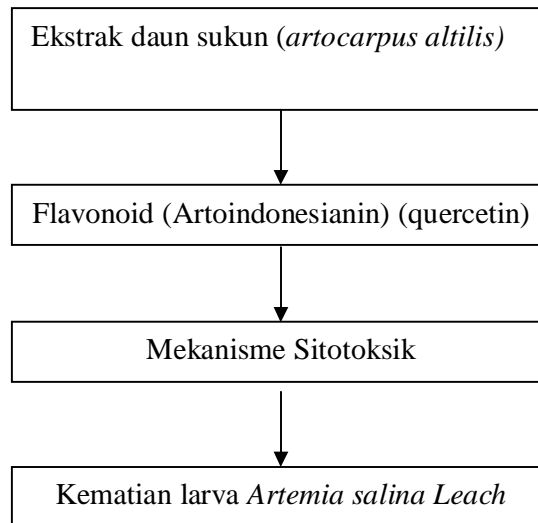 Ekstrak daun sukun (artocarpus altilis)
Flavonoid (Artoindonesianin) (quercetin)
Mekanisme Sitotoksik
Kematian larva Artemia salina Leach